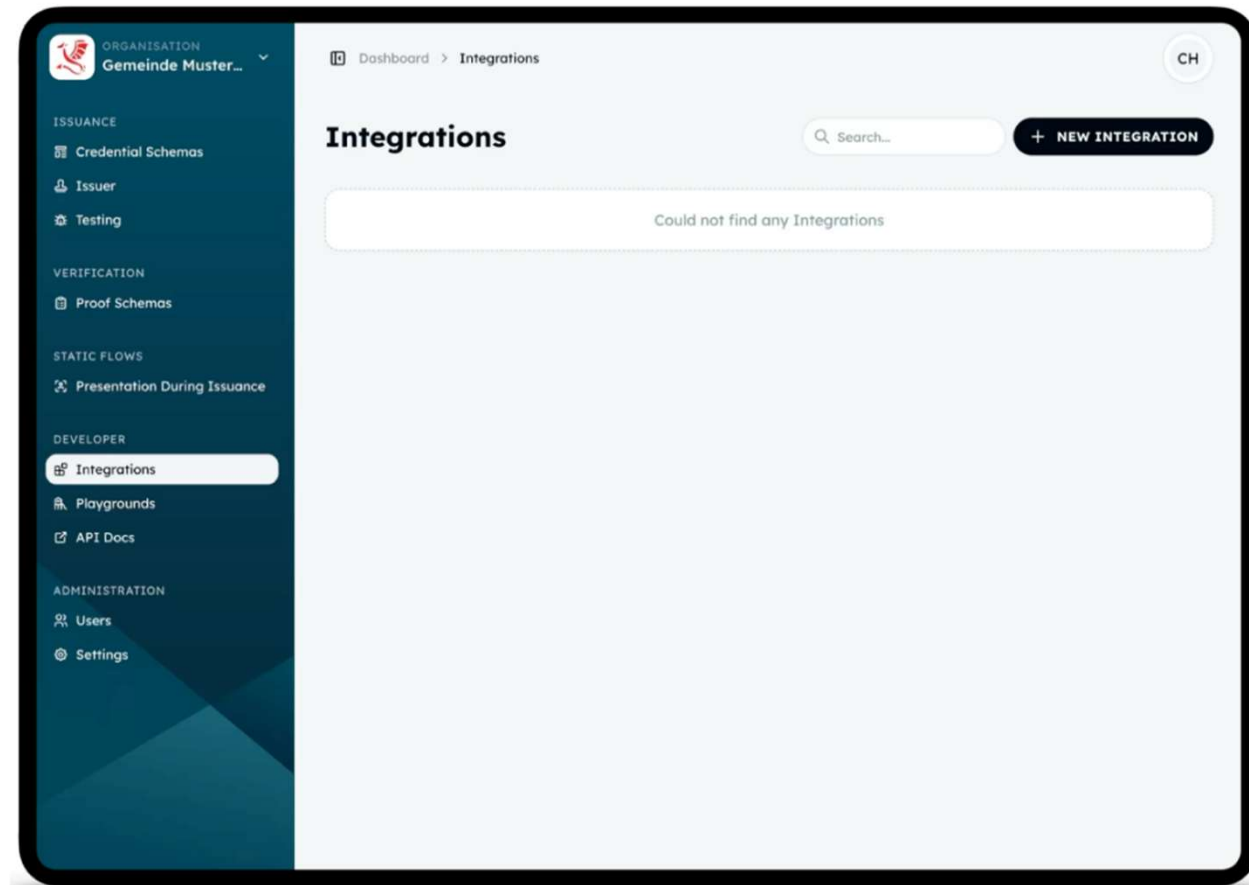 ORGANISATION
Gemeinde Muster...
ISSUANCE
Credential Schemas
Issuer
Testing
VERIFICATION
Proof Schemas
STATIC FLOWS
Presentation During Issuance
DEVELOPER
Integrations
Playgrounds
API Docs
ADMINISTRATION
Users
Settings
Dashboard > Integrations
CH
Integrations
Search...
+ NEW INTEGRATION
Could not find any Integrations